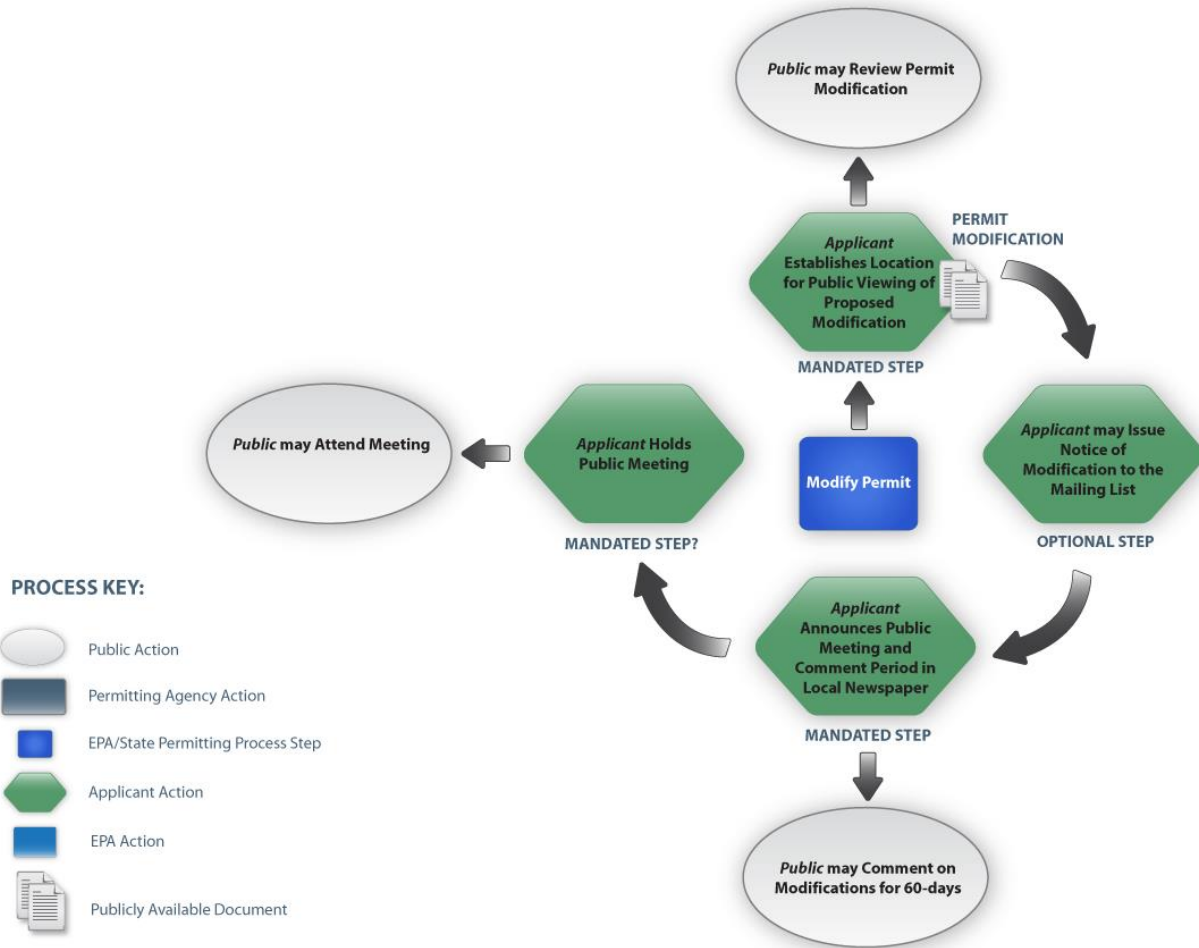 Public may Review Permit
Modification
Applicant
Establishes Location
for Public Viewing of
Proposed
Modification
PERMIT
MODIFICATION
MANDATED STEP
Applicant may Issue
Notice of
Modification to the
Mailing List
OPTIONAL STEP
Modify Permit
Applicant Holds
Public Meeting
MANDATED STEP?
Public may Attend Meeting
Applicant
Announces Public
Meeting and
Comment Period in
Local Newspaper
MANDATED STEP
Public may Comment on
Modifications for 60-days
PROCESS KEY:
Public Action
Permitting Agency Action
EPA/State Permitting Process Step
Applicant Action
EPA Action
Publicly Available Document